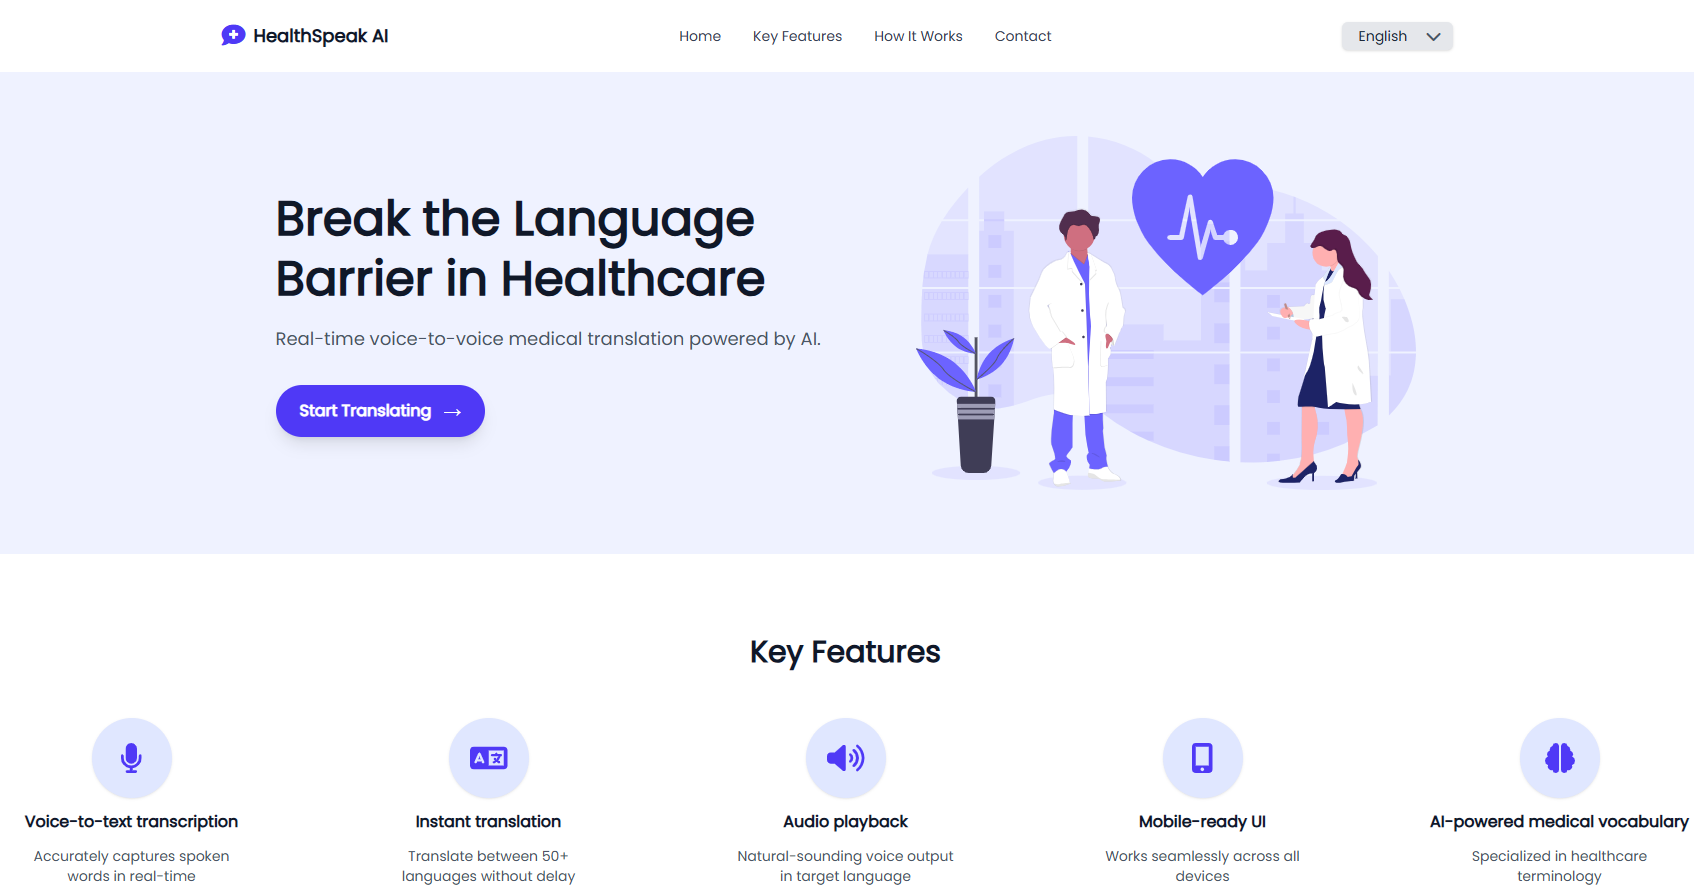 HealthSpeak AI
Home
Key Features
How It Works
Contact
English
Break the Language
Barrier in Healthcare
Real-time voice-to-voice medical translation powered by AI.
Start Translating →
Key Features
A 文
Voice-to-text transcription
Accurately captures spoken
words in real-time
Instant translation
Translate between 50+
languages without delay
Audio playback
Natural-sounding voice output
in target language
Mobile-ready UI
Works seamlessly across all
devices
AI-powered medical vocabulary
Specialized in healthcare
terminology